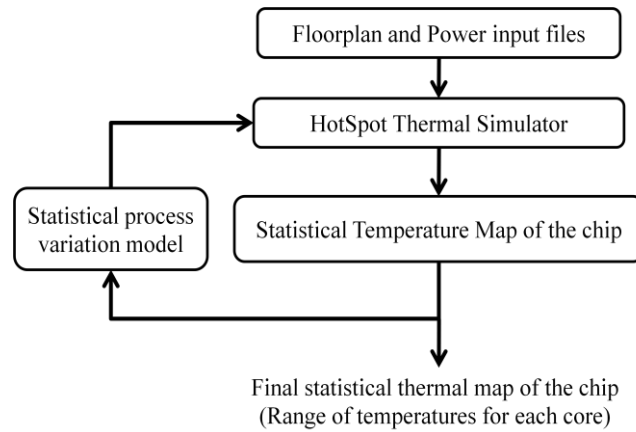 Floorplan and Power input files
HotSpot Thermal Simulator
Statistical process
variation model
Statistical Temperature Map of the chip
Final statistical thermal map of the chip
(Range of temperatures for each core)